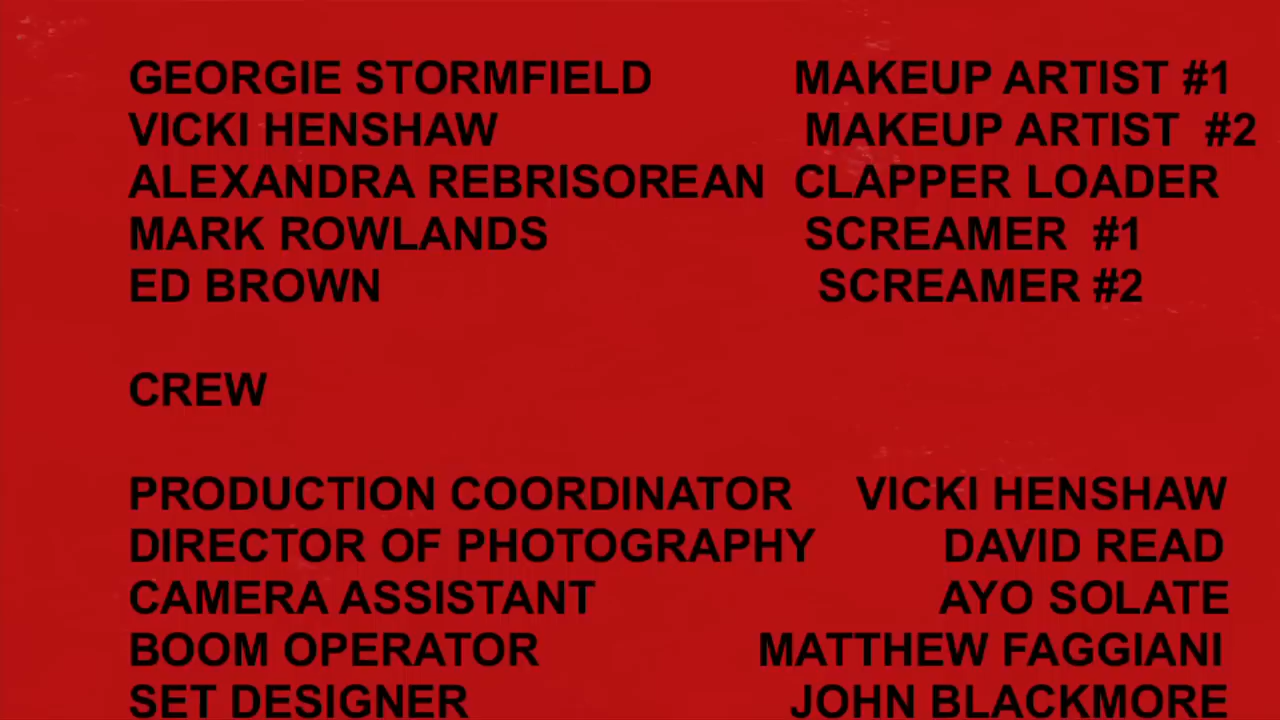 GEORGIE STORMFIELD MAKEUP ARTIST #1
VICKI HENSHAW MAKEUP ARTIST #2
ALEXANDRA REBRISOREAN CLAPPER LOADER
MARK ROWLANDS SCREAMER #1
ED BROWN SCREAMER #2
CREW
PRODUCTION COORDINATOR VICKI HENSHAW
DIRECTOR OF PHOTOGRAPHY DAVID READ
CAMERA ASSISTANT AYO SOLATE
BOOM OPERATOR MATTHEW FAGGIANI
SET DESIGNER JOHN BLACKMORE